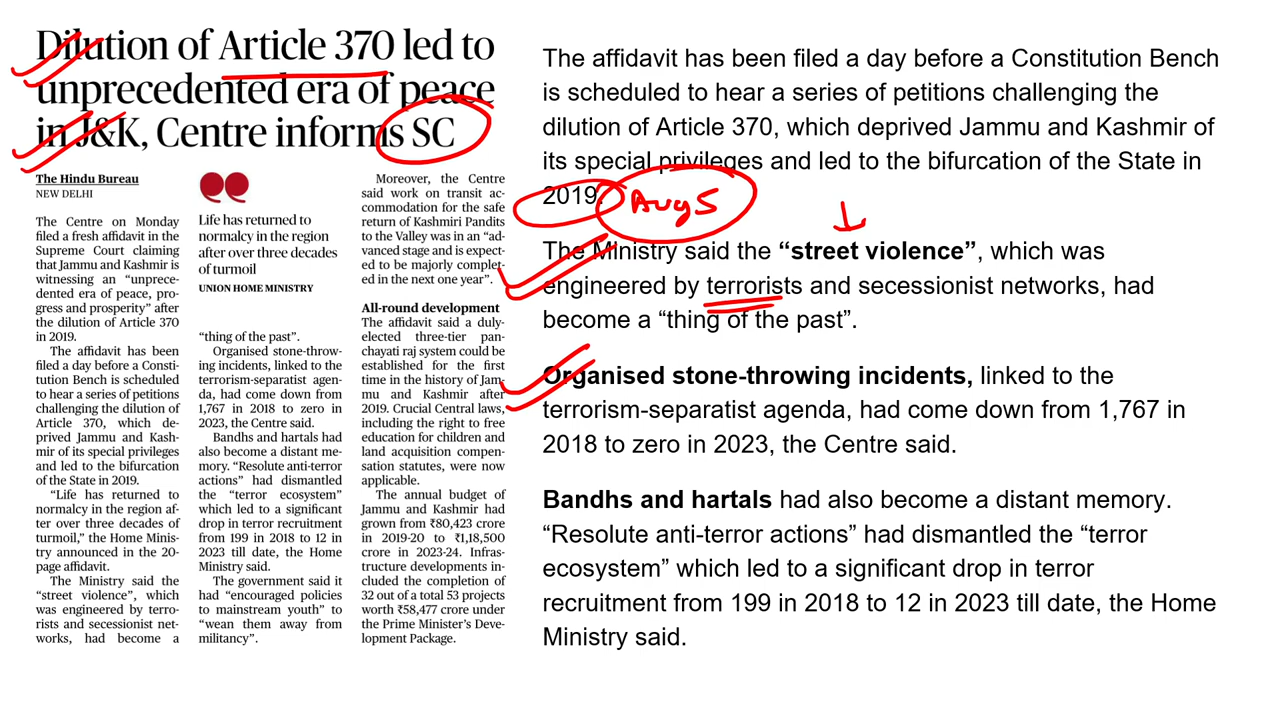 Dilution of Article 370 led to
unprecedented era of peace
in J&K, Centre informs SC
The Hindu Bureau
NEW DELHI
The Centre on Monday
filed a fresh affidavit in the
Supreme Court claiming
that Jammu and Kashmir is
witnessing an “unprece-
dented era of peace, pro-
gress and prosperity” after
the dilution of Article 370
in 2019.
The affidavit has been
filed a day before a Consti-
tution Bench is scheduled
to hear a series of petitions
challenging the dilution of
Article 370, which de-
prived Jammu and Kash-
mir of its special privileges
and led to the bifurcation
of the State in 2019.
“Life has returned to
normalcy in the region af-
ter over three decades of
turmoil,” the Home Minis-
try announced in the 20-
page affidavit.
The Ministry said the
“street violence”, which
was engineered by terro-
rists and secessionist net-
works, had become a
Life has returned to
normalcy in the region
after over three decades
of turmoil
UNION HOME MINISTRY
“thing of the past”.
Organised stone-throw-
ing incidents, linked to the
terrorism-separatist agen-
da, had come down from
1,767 in 2018 to zero in
2023, the Centre said.
Bandhs and hartals had
also become a distant me-
mory. “Resolute anti-terror
actions” had dismantled
the “terror ecosystem”
which led to a significant
drop in terror recruitment
from 199 in 2018 to 12 in
2023 till date, the Home
Ministry said.
The government said it
had “encouraged policies
to mainstream youth” to
“wean them away from
militancy”.
Moreover, the Centre
said work on transit ac-
commodation for the safe
return of Kashmiri Pandits
to the Valley was in an “ad-
vanced stage and is expect-
ed to be majorly complet-
ed in the next one year”.
All-round development
The affidavit said a duly-
elected three-tier pan-
chayati raj system could be
established for the first
time in the history of Jam-
mu and Kashmir after
2019. Crucial Central laws,
including the right to free
education for children and
land acquisition compen-
sation statutes, were now
applicable.
The annual budget of
Jammu and Kashmir had
grown from ₹80,423 crore
in 2019-20 to ₹1,18,500
crore in 2023-24. Infras-
tructure developments in-
cluded the completion of
32 out of a total 53 projects
worth ₹58,477 crore under
the Prime Minister’s Deve-
lopment Package.
The affidavit has been filed a day before a Constitution Bench
is scheduled to hear a series of petitions challenging the
dilution of Article 370, which deprived Jammu and Kashmir of
its special privileges and led to the bifurcation of the State in
2019. Aug 5
The Ministry said the “street violence”, which was
engineered by terrorists and secessionist networks, had
become a “thing of the past”.
Organised stone-throwing incidents, linked to the
terrorism-separatist agenda, had come down from 1,767 in
2018 to zero in 2023, the Centre said.
Bandhs and hartals had also become a distant memory.
“Resolute anti-terror actions” had dismantled the “terror
ecosystem” which led to a significant drop in terror
recruitment from 199 in 2018 to 12 in 2023 till date, the Home
Ministry said.